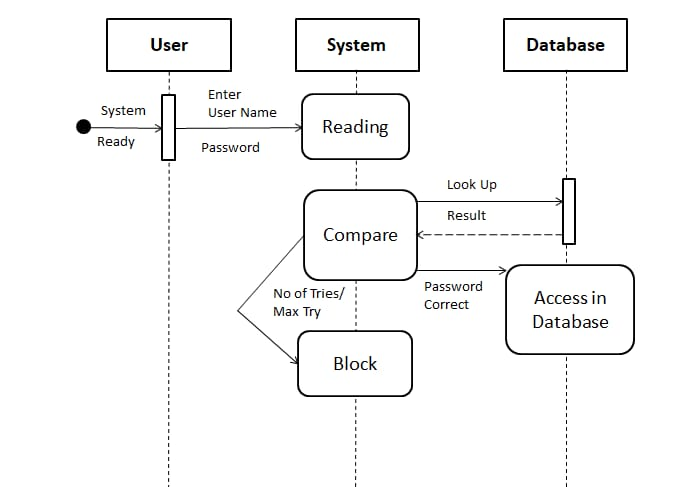 User
System
Database
System
Ready
Enter
User Name
Password
Reading
Look Up
Result
Compare
No of Tries/
Max Try
Password
Correct
Access in
Database
Block